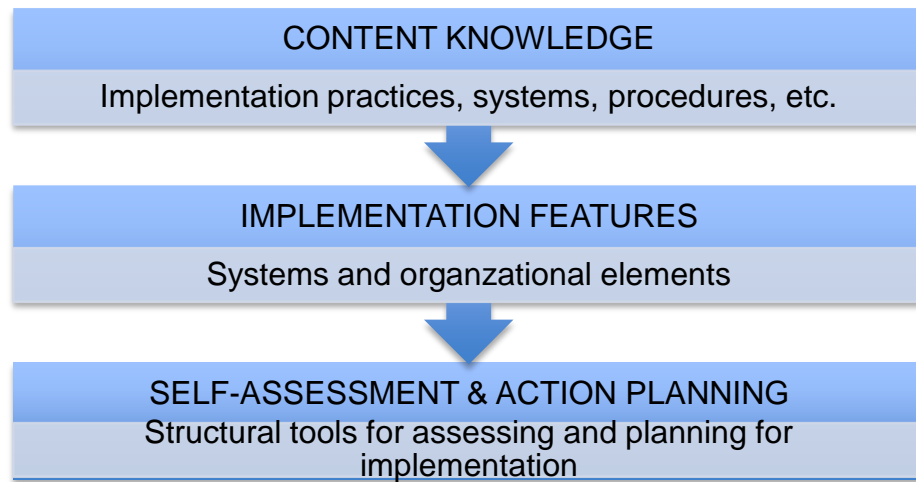 CONTENT KNOWLEDGE
Implementation practices, systems, procedures, etc.
IMPLEMENTATION FEATURES
Systems and organzational elements
SELF-ASSESSMENT & ACTION PLANNING
Structural tools for assessing and planning for
implementation